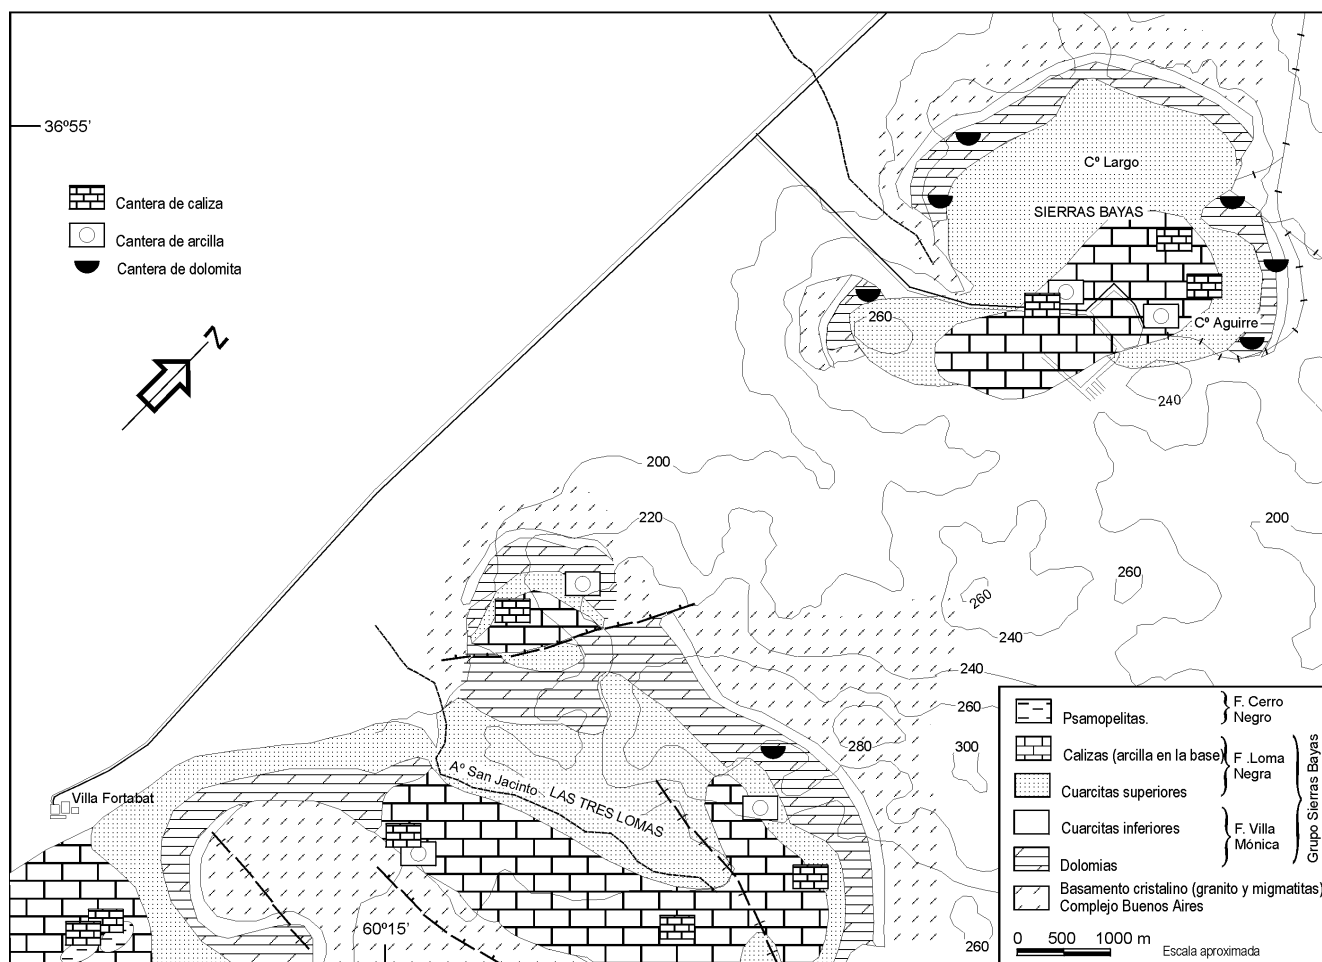 36º55'
Cantera de caliza
Cantera de arcilla
Cantera de dolomita
N
Cº Largo
SIERRAS BAYAS
260
Cº Aguirre
240
200
220
200
260
260
240
240
260
280
300
Villa Fortabat
Aº San Jacinto
LAS TRES LOMAS
60º15'
260
Psamopelitas.
F. Cerro
Negro
Calizas (arcilla en la base)
F .Loma
Negra
Cuarcitas superiores
Cuarcitas inferiores
F. Villa
Mónica
Dolomias
Grupo Sierras Bayas
Basamento cristalino (granito y migmatitas)
Complejo Buenos Aires
0 500 1000 m
Escala aproximada